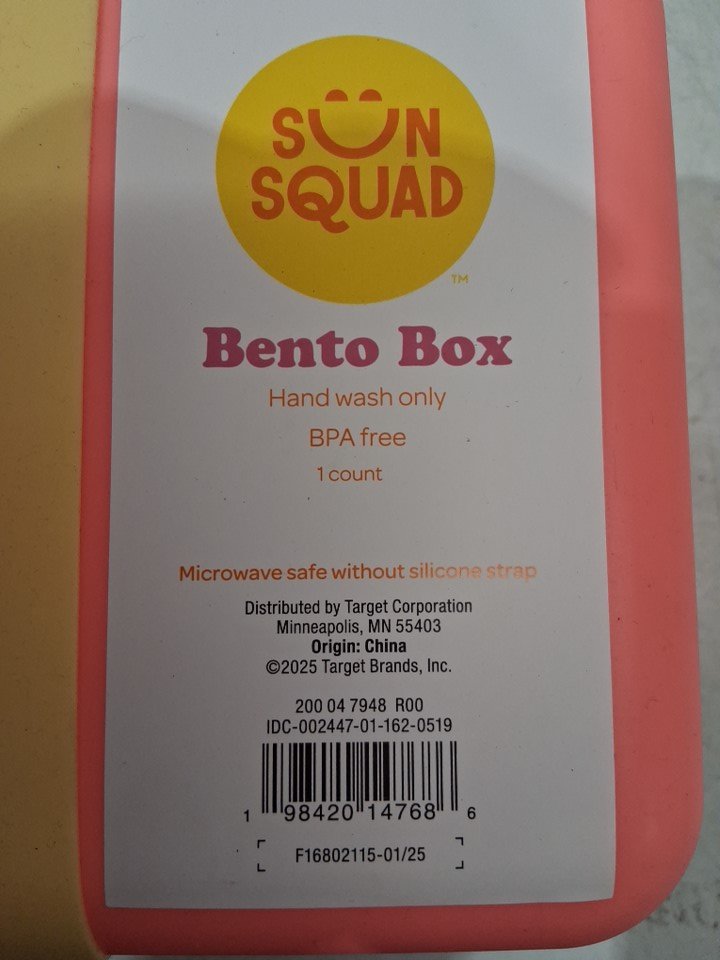 SUN
SQUAD
TM
Bento Box
Hand wash only
BPA free
1 count
Microwave safe without silicone strap
Distributed by Target Corporation
Minneapolis, MN 55403
Origin: China
©2025 Target Brands, Inc.
200 04 7948 R00
IDC-002447-01-162-0519
1 98420 14768 6
F16802115-01/25